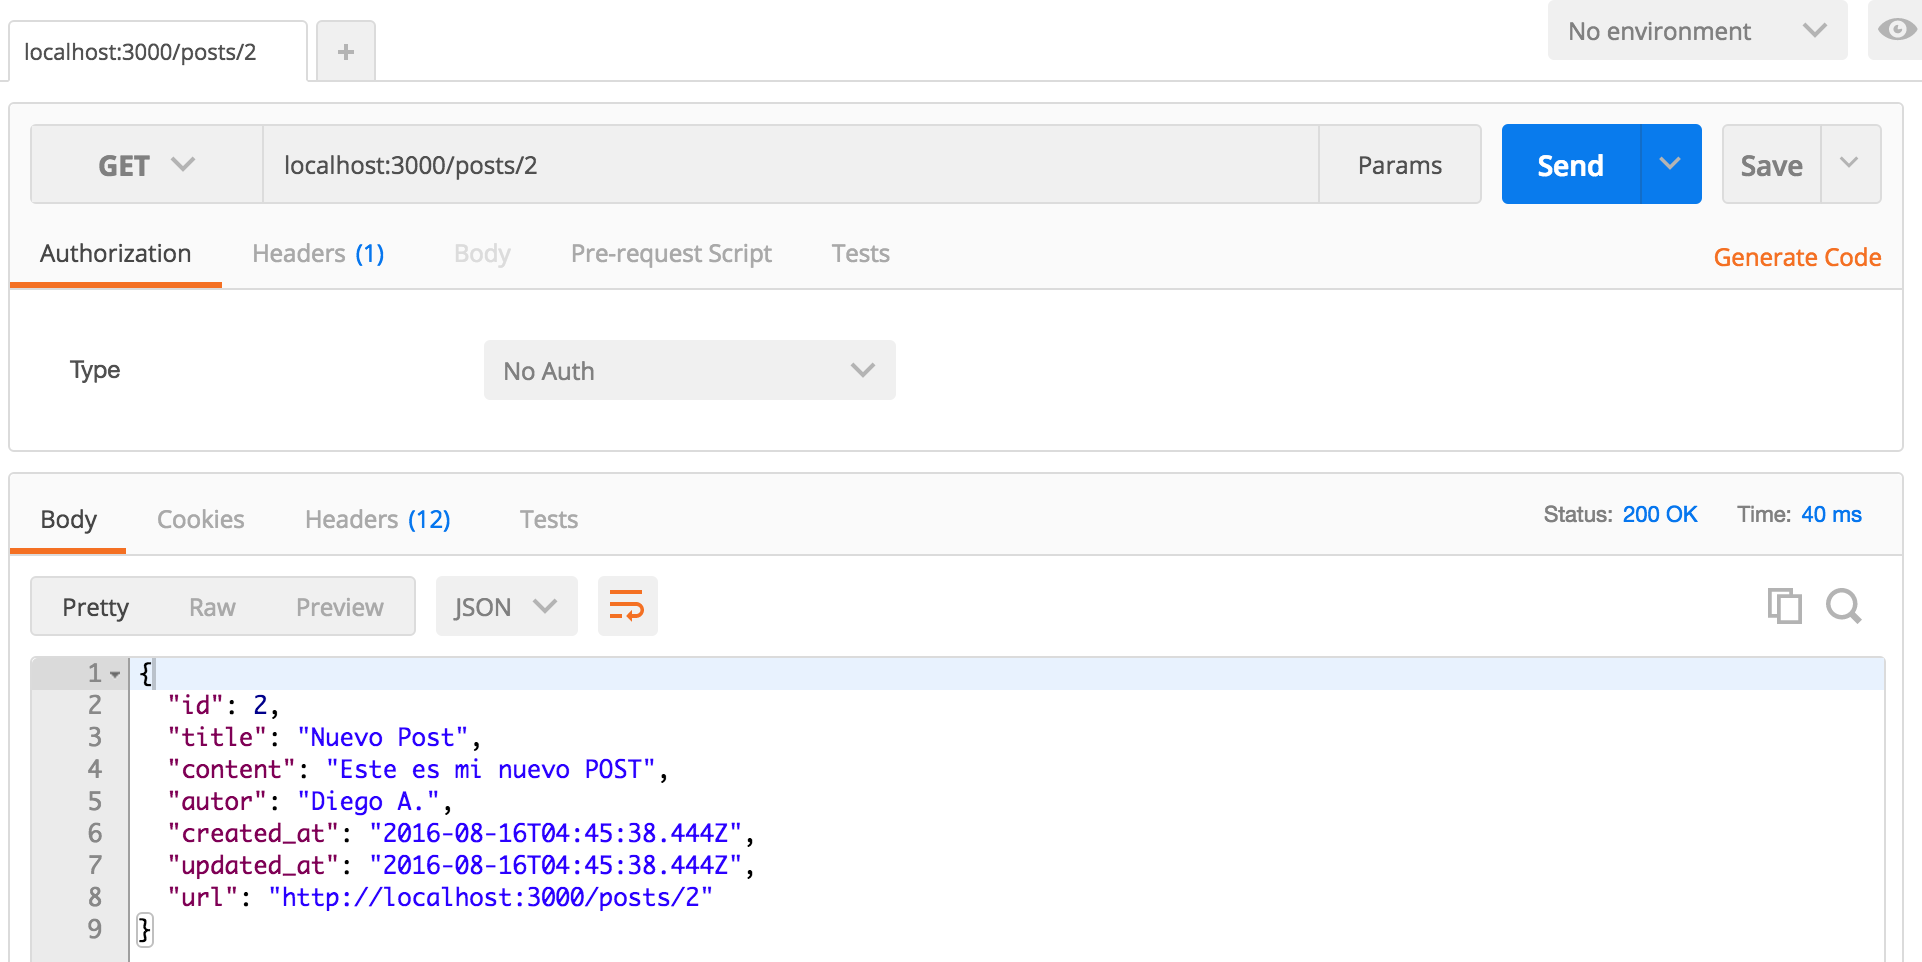 localhost:3000/posts/2 + No environment
GET localhost:3000/posts/2 Params Send Save
Authorization Headers (1) Body Pre-request Script Tests Generate Code
Type No Auth
Body Cookies Headers (12) Tests Status: 200 OK Time: 40 ms
Pretty Raw Preview JSON
1 {
2 "id": 2,
3 "title": "Nuevo Post",
4 "content": "Este es mi nuevo POST",
5 "autor": "Diego A.",
6 "created_at": "2016-08-16T04:45:38.444Z",
7 "updated_at": "2016-08-16T04:45:38.444Z",
8 "url": "http://localhost:3000/posts/2"
9 }